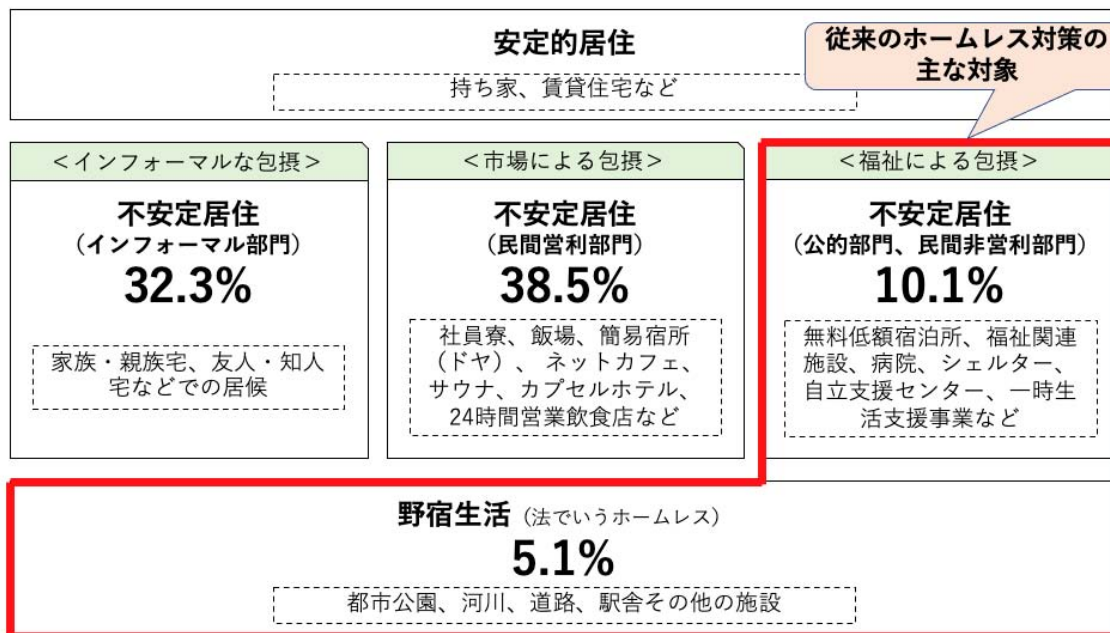 安定的居住
持ち家、賃貸住宅など
従来のホームレス対策の
主な対象
＜インフォーマルな包摂＞
不安定居住
（インフォーマル部門）
32.3%
家族・親族宅、友人・知人
宅などでの居候
＜市場による包摂＞
不安定居住
（民間営利部門）
38.5%
社員寮、飯場、簡易宿所
（ドヤ）、 ネットカフェ、
サウナ、カプセルホテル、
24時間営業飲食店など
＜福祉による包摂＞
不安定居住
（公的部門、民間非営利部門）
10.1%
無料低額宿泊所、福祉関連
施設、病院、シェルター、
自立支援センター、一時生
活支援事業など
野宿生活（法でいうホームレス）
5.1%
都市公園、河川、道路、駅舎その他の施設